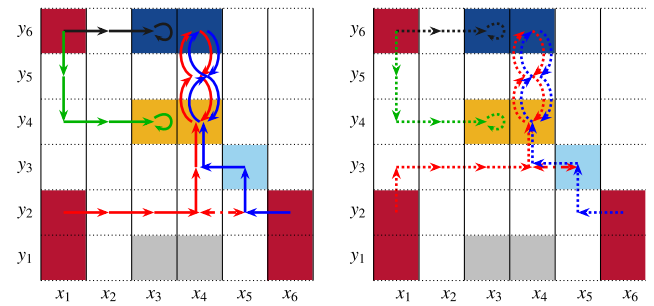 y₆ y₆
y₅ y₅
y₄ y₄
y₃ y₃
y₂ y₂
y₁ y₁
x₁ x₂ x₃ x₄ x₅ x₆ x₁ x₂ x₃ x₄ x₅ x₆